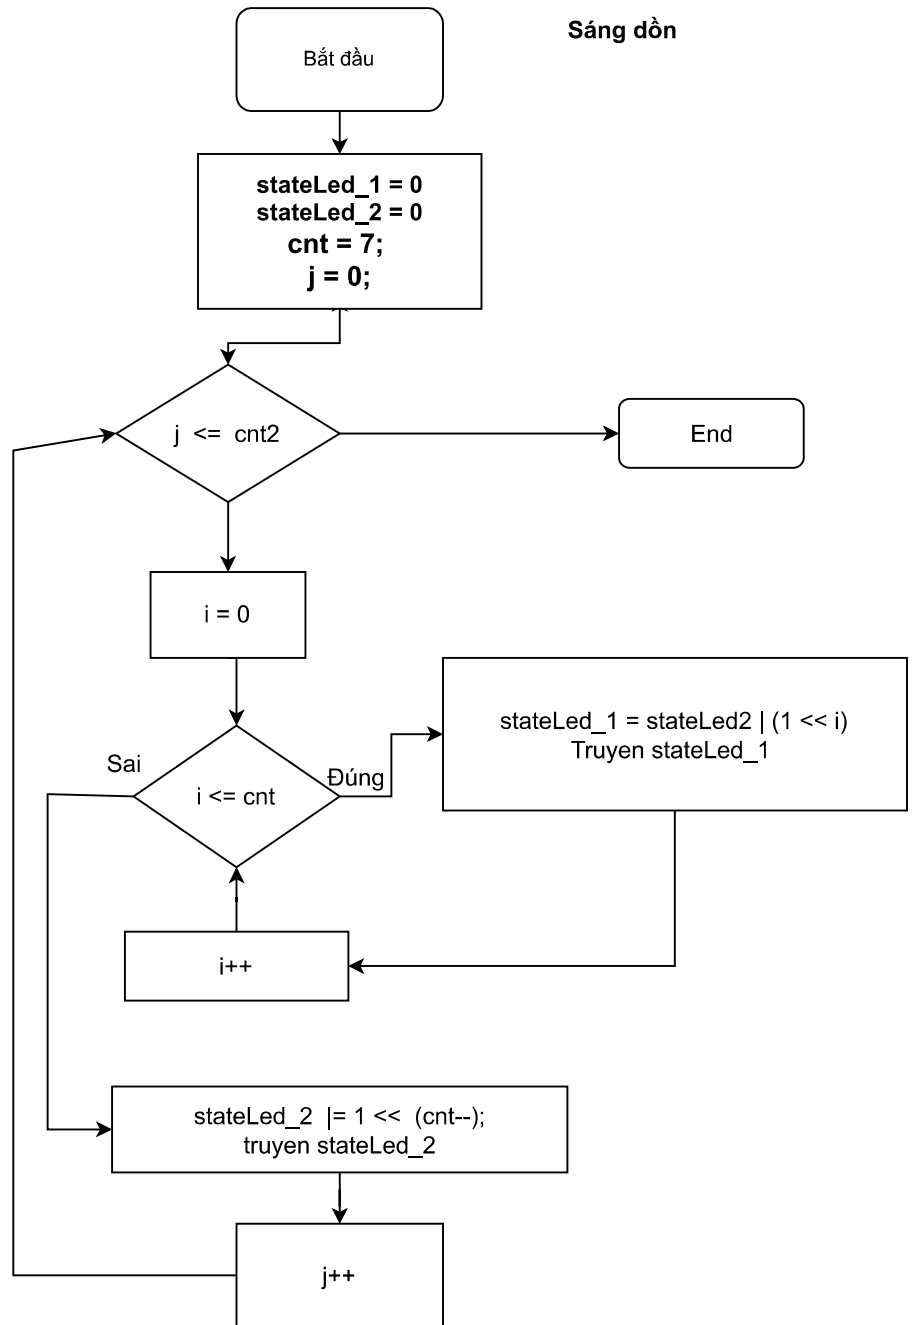 Sáng dồn
Bắt đầu
stateLed_1 = 0
stateLed_2 = 0
cnt = 7;
j = 0;
j <= cnt2
End
i = 0
stateLed_1 = stateLed2 | (1 << i)
Truyen stateLed_1
Sai
Đúng
i <= cnt
i++
stateLed_2 |= 1 << (cnt--);
truyen stateLed_2
j++